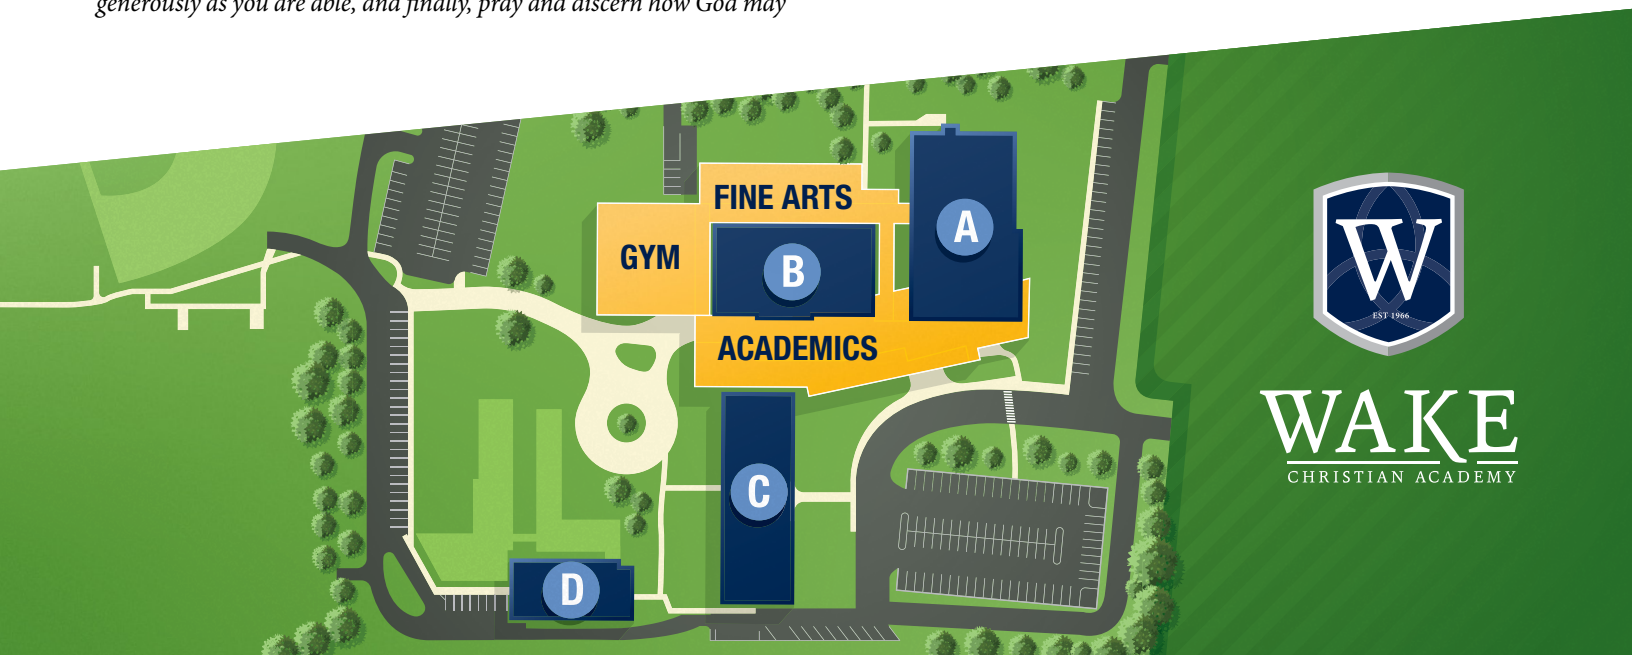 generously as you are able, and finally, pray and discern how God may
FINE ARTS
A
GYM
B
W
EST 1966
ACADEMICS
WAKE
CHRISTIAN ACADEMY
C
D